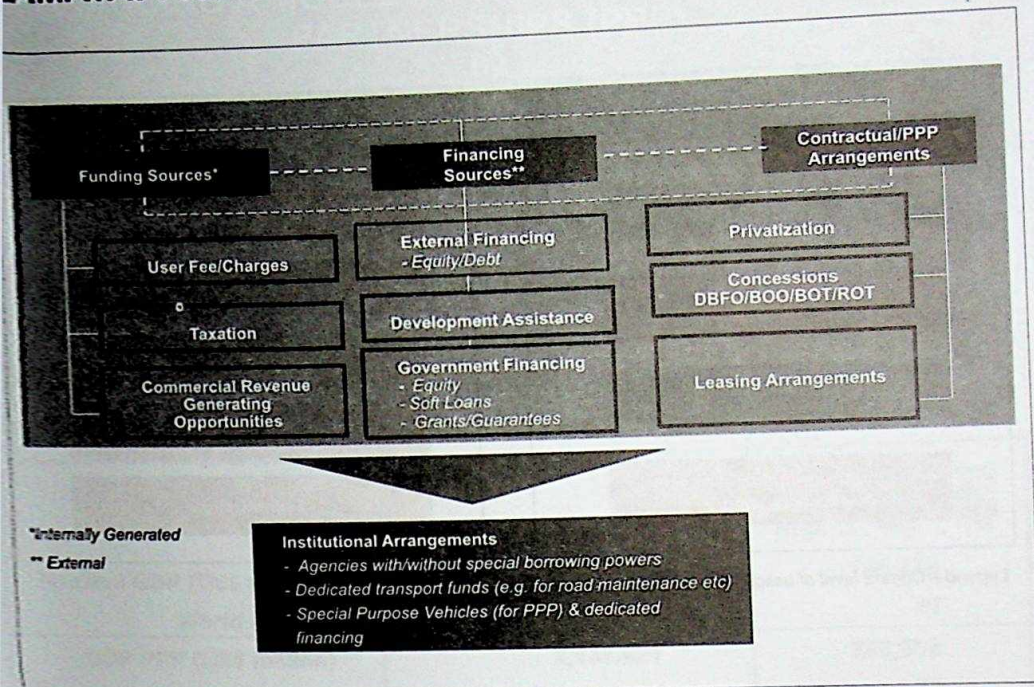 Funding Sources*
Financing
Sources**
Contractual/PPP
Arrangements
User Fee/Charges
Taxation
Commercial Revenue
Generating
Opportunities
External Financing
- Equity/Debt
Development Assistance
Government Financing
- Equity
- Soft Loans
- Grants/Guarantees
Privatization
Concessions
DBFO/BOO/BOT/ROT
Leasing Arrangements
*Internally Generated
** External
Institutional Arrangements
- Agencies with/without special borrowing powers
- Dedicated transport funds (e.g. for road maintenance etc)
- Special Purpose Vehicles (for PPP) & dedicated
financing